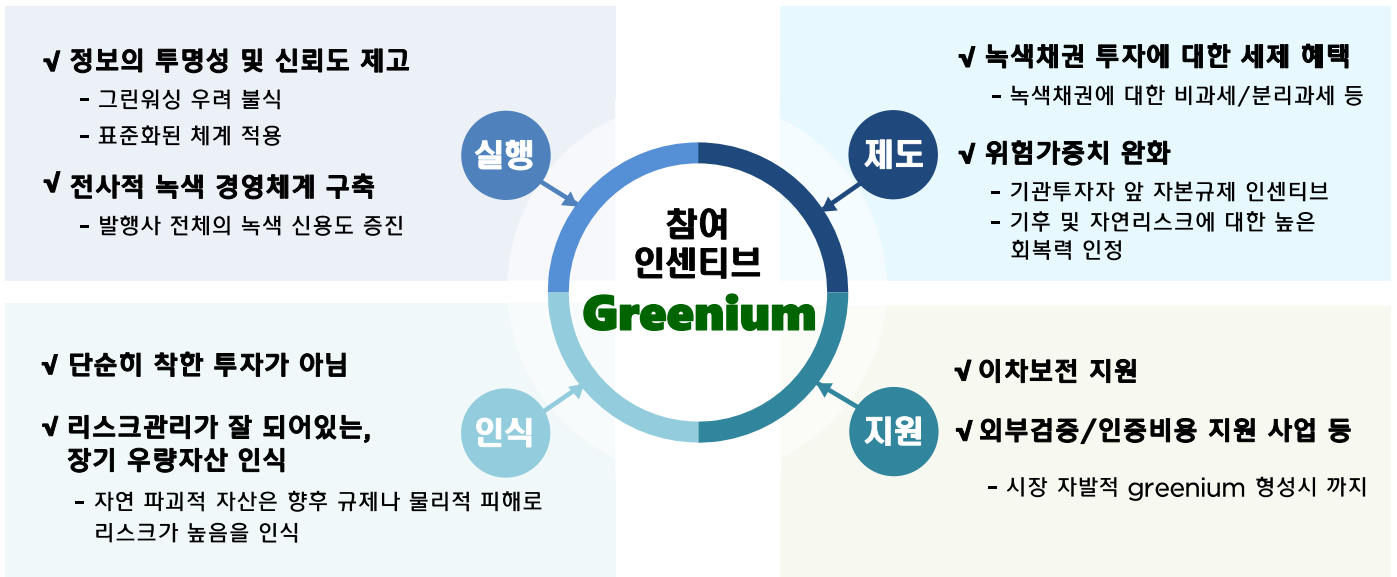 √ 정보의 투명성 및 신뢰도 제고
- 그린워싱 우려 불식
- 표준화된 체계 적용
√ 전사적 녹색 경영체계 구축
- 발행사 전체의 녹색 신용도 증진
실행
√ 녹색채권 투자에 대한 세제 혜택
- 녹색채권에 대한 비과세/분리과세 등
√ 위험가중치 완화
- 기관투자자 앞 자본규제 인센티브
- 기후 및 자연리스크에 대한 높은
회복력 인정
제도
참여
인센티브
Greenium
√ 단순히 착한 투자가 아님
√ 리스크관리가 잘 되어있는,
장기 우량자산 인식
- 자연 파괴적 자산은 향후 규제나 물리적 피해로
리스크가 높음을 인식
인식
√ 이차보전 지원
√ 외부검증/인증비용 지원 사업 등
- 시장 자발적 greenium 형성시 까지
지원